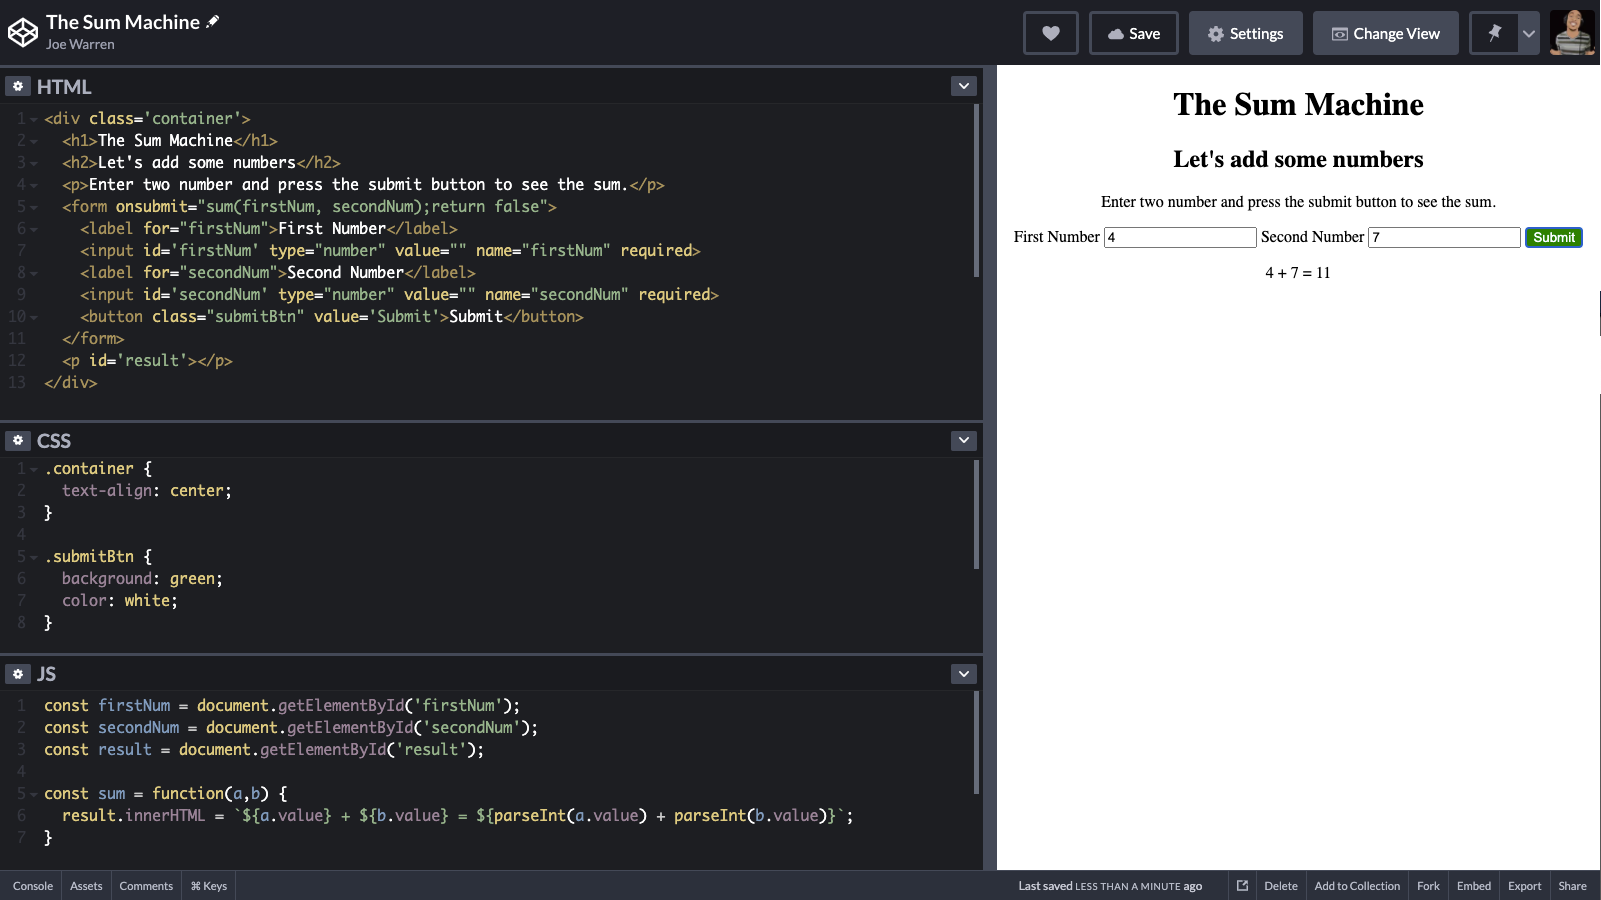 The Sum Machine
Joe Warren
Save
Settings
Change View
HTML
1 <div class='container'>
2 <h1>The Sum Machine</h1>
3 <h2>Let's add some numbers</h2>
4 <p>Enter two number and press the submit button to see the sum.</p>
5 <form onsubmit="sum(firstNum, secondNum);return false">
6 <label for="firstNum">First Number</label>
7 <input id='firstNum' type="number" value="" name="firstNum" required>
8 <label for="secondNum">Second Number</label>
9 <input id='secondNum' type="number" value="" name="secondNum" required>
10 <button class="submitBtn" value='Submit'>Submit</button>
11 </form>
12 <p id='result'></p>
13 </div>
CSS
1 .container {
2 text-align: center;
3 }
4
5 .submitBtn {
6 background: green;
7 color: white;
8 }
JS
1 const firstNum = document.getElementById('firstNum');
2 const secondNum = document.getElementById('secondNum');
3 const result = document.getElementById('result');
4
5 const sum = function(a,b) {
6 result.innerHTML = `${a.value} + ${b.value} = ${parseInt(a.value) + parseInt(b.value)}`;
7 }
The Sum Machine
Let's add some numbers
Enter two number and press the submit button to see the sum.
First Number 4 Second Number 7 Submit
4 + 7 = 11
Console Assets Comments ⌘ Keys
Last saved LESS THAN A MINUTE ago Delete Add to Collection Fork Embed Export Share